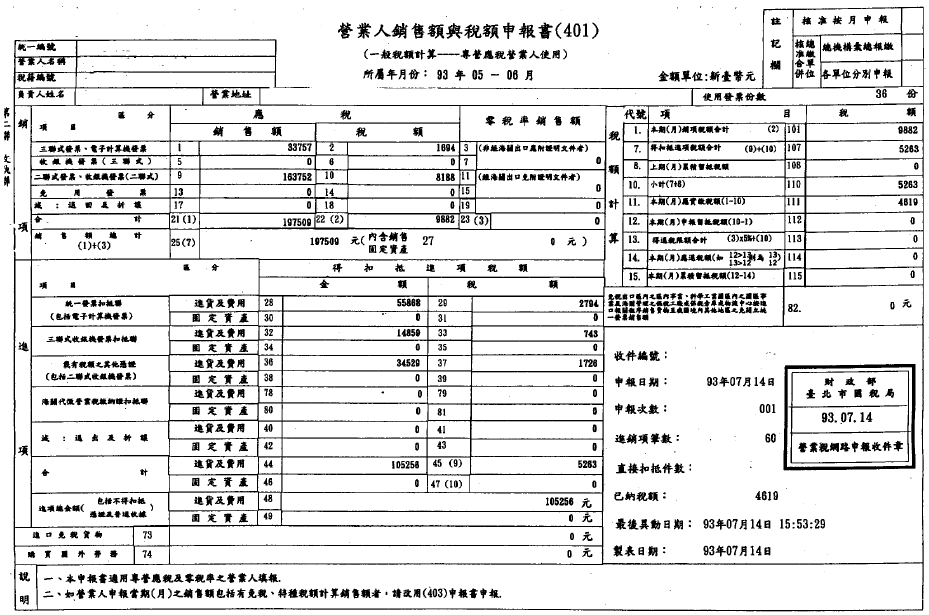 營業人銷售額與稅額申報書(401)
(一般稅額計算----專營應稅營業人使用)
所屬年月份：93 年 05 - 06 月
金額單位:新臺幣元
註記欄
核准按月申報
核准總繳合併單位
總機構彙總報繳
各單位分別申報
統一編號
營業人名稱
稅籍編號
負責人姓名
營業地址
使用發票份數 36 份
第二聯 收執聯
銷項
區分
項目
應稅
零稅率銷售額
銷售額 稅額
三聯式發票、電子計算機發票 1 33757 2 1694 3 (非經海關出口應附證明文件者) 0
收銀機發票(三聯式) 5 0 6 0
二聯式發票、收銀機發票(二聯式) 9 163752 10 8188 11 (經海關出口免附證明文件者) 0
免用發票 13 0 14 0 15 0
減：退回及折讓 17 0 18 0 19 0
合計 21 (1) 197509 22 (2) 9882 23 (3) 0
銷售額總計 (1)+(3) 25(7) 197509 元(內含銷售固定資產 27 0 元)
稅額計算
代號 項目 稅額
1. 本期(月)銷項稅額合計 (2) 101 9882
7. 得扣抵進項稅額合計 (9)+(10) 107 5263
8. 上期(月)累積留抵稅額 108 0
10. 小計(7+8) 110 5263
11. 本期(月)應實繳稅額(1-10) 111 4619
12. 本期(月)申報留抵稅額(10-1) 112 0
13. 得退稅限額合計 (3)x5%+(10) 113 0
14. 本期(月)應退稅額(如 12>13則為 13 13>12 12) 114 0
15. 本期(月)累積留抵稅額(12-14) 115 0
82. 0 元
進項
區分
項目
得扣抵進項稅額
金額 稅額
統一發票扣抵聯
(包括電子計算機發票)
進貨及費用 28 55868 29 2794
固定資產 30 0 31 0
三聯式收銀機發票扣抵聯
進貨及費用 32 14859 33 743
固定資產 34 0 35 0
載有稅額之其他憑證
(包括二聯式收銀機發票)
進貨及費用 36 34529 37 1726
固定資產 38 0 39 0
海關代徵營業稅繳納證扣抵聯
進貨及費用 78 0 79 0
固定資產 80 0 81 0
減：退出及折讓
進貨及費用 40 0 41 0
固定資產 42 0 43 0
合計
進貨及費用 44 105256 45 (9) 5263
固定資產 46 0 47 (10) 0
進項總金額(包括不得扣抵憑證及普通收據)
進貨及費用 48 105256 元
固定資產 49 0 元
進口免稅貨物 73 0 元
購買國外勞務 74 0 元
收件編號：
申報日期： 93年07月14日
申報次數： 001
進銷項筆數： 60
直接扣抵件數：
已納稅額： 4619
最後異動日期： 93年07月14日 15:53:29
製表日期： 93年07月14日
財政部
臺北市國稅局
93.07.14
營業稅網路申報收件章
說明
一、本申報書適用專營應稅及零稅率之營業人填報.
二、如營業人申報當期(月)之銷售額包括有免稅、特種稅額計算銷售額者，請改用(403)申報書申報.